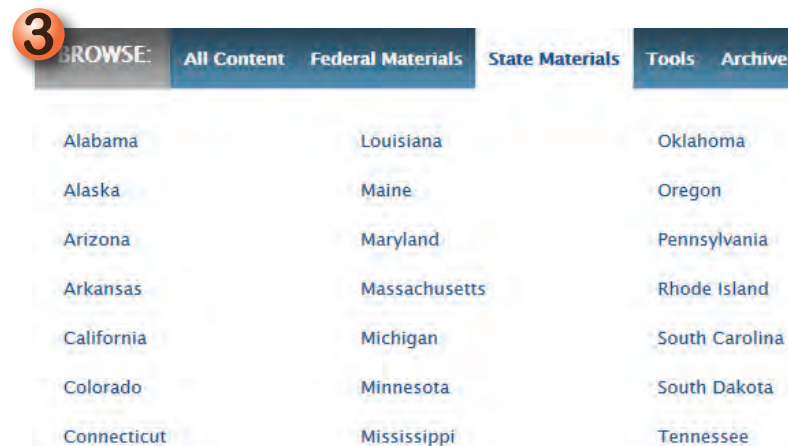 3
BROWSE: All Content Federal Materials State Materials Tools Archive
Alabama Louisiana Oklahoma
Alaska Maine Oregon
Arizona Maryland Pennsylvania
Arkansas Massachusetts Rhode Island
California Michigan South Carolina
Colorado Minnesota South Dakota
Connecticut Mississippi Tennessee